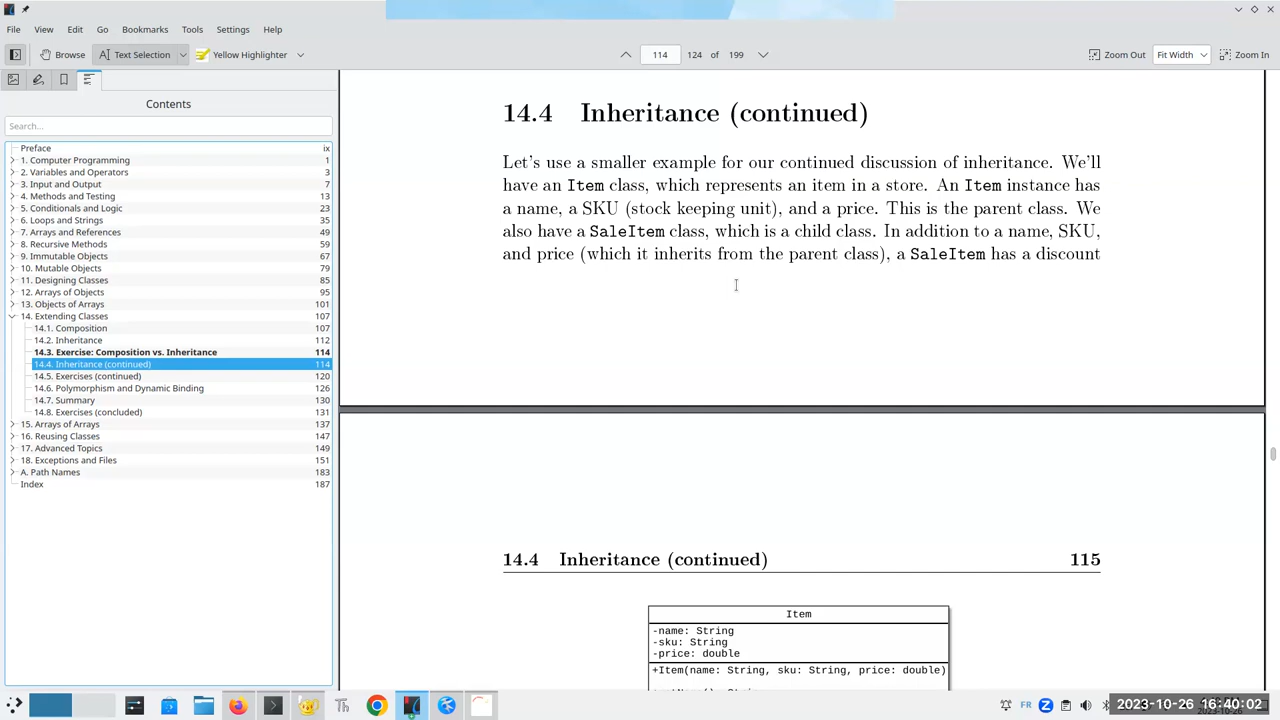 File View Edit Go Bookmarks Tools Settings Help
Browse Text Selection Yellow Highlighter 114 124 of 199 Zoom Out Fit Width Zoom In
Contents
Search...
Preface ix
1. Computer Programming 1
2. Variables and Operators 3
3. Input and Output 7
4. Methods and Testing 13
5. Conditionals and Logic 23
6. Loops and Strings 35
7. Arrays and References 49
8. Recursive Methods 59
9. Immutable Objects 67
10. Mutable Objects 79
11. Designing Classes 85
12. Arrays of Objects 95
13. Objects of Arrays 101
14. Extending Classes 107
14.1. Composition 107
14.2. Inheritance 112
14.3. Exercise: Composition vs. Inheritance 114
14.4. Inheritance (continued) 114
14.5. Exercises (continued) 120
14.6. Polymorphism and Dynamic Binding 126
14.7. Summary 130
14.8. Exercises (concluded) 131
15. Arrays of Arrays 137
16. Reusing Classes 147
17. Advanced Topics 149
18. Exceptions and Files 151
A. Path Names 183
Index 187
14.4 Inheritance (continued)
Let's use a smaller example for our continued discussion of inheritance. We'll
have an Item class, which represents an item in a store. An Item instance has
a name, a SKU (stock keeping unit), and a price. This is the parent class. We
also have a SaleItem class, which is a child class. In addition to a name, SKU,
and price (which it inherits from the parent class), a SaleItem has a discount
14.4 Inheritance (continued) 115
Item
-name: String
-sku: String
-price: double
+Item(name: String, sku: String, price: double)
FR
2023-10-26 16:40:02